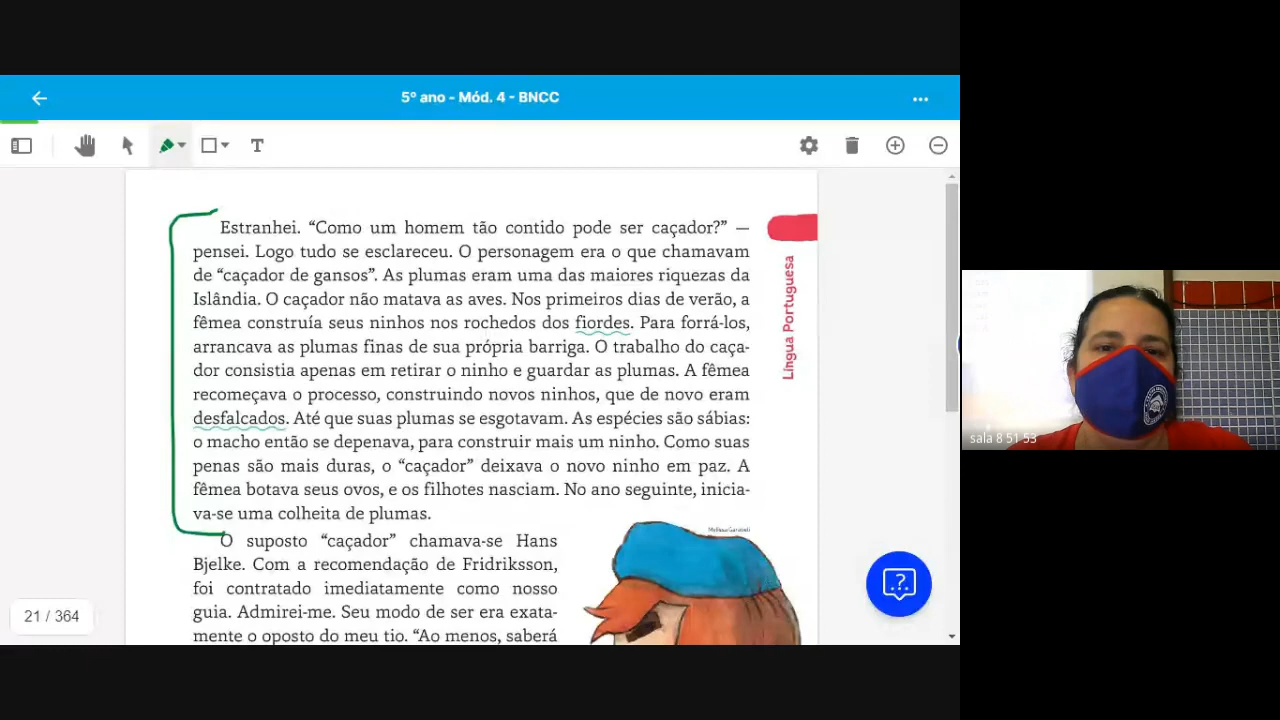 5º ano - Mód. 4 - BNCC
T
Estranhei. “Como um homem tão contido pode ser caçador?” —
pensei. Logo tudo se esclareceu. O personagem era o que chamavam
de “caçador de gansos”. As plumas eram uma das maiores riquezas da
Islândia. O caçador não matava as aves. Nos primeiros dias de verão, a
fêmea construía seus ninhos nos rochedos dos fiordes. Para forrá-los,
arrancava as plumas finas de sua própria barriga. O trabalho do caça-
dor consistia apenas em retirar o ninho e guardar as plumas. A fêmea
recomeçava o processo, construindo novos ninhos, que de novo eram
desfalcados. Até que suas plumas se esgotavam. As espécies são sábias:
o macho então se depenava, para construir mais um ninho. Como suas
penas são mais duras, o “caçador” deixava o novo ninho em paz. A
fêmea botava seus ovos, e os filhotes nasciam. No ano seguinte, inicia-
va-se uma colheita de plumas.
O suposto “caçador” chamava-se Hans
Bjelke. Com a recomendação de Fridriksson,
foi contratado imediatamente como nosso
guia. Admirei-me. Seu modo de ser era exata-
mente o oposto do meu tio. “Ao menos, saberá
Língua Portuguesa
21 / 364
sala 8 51 53